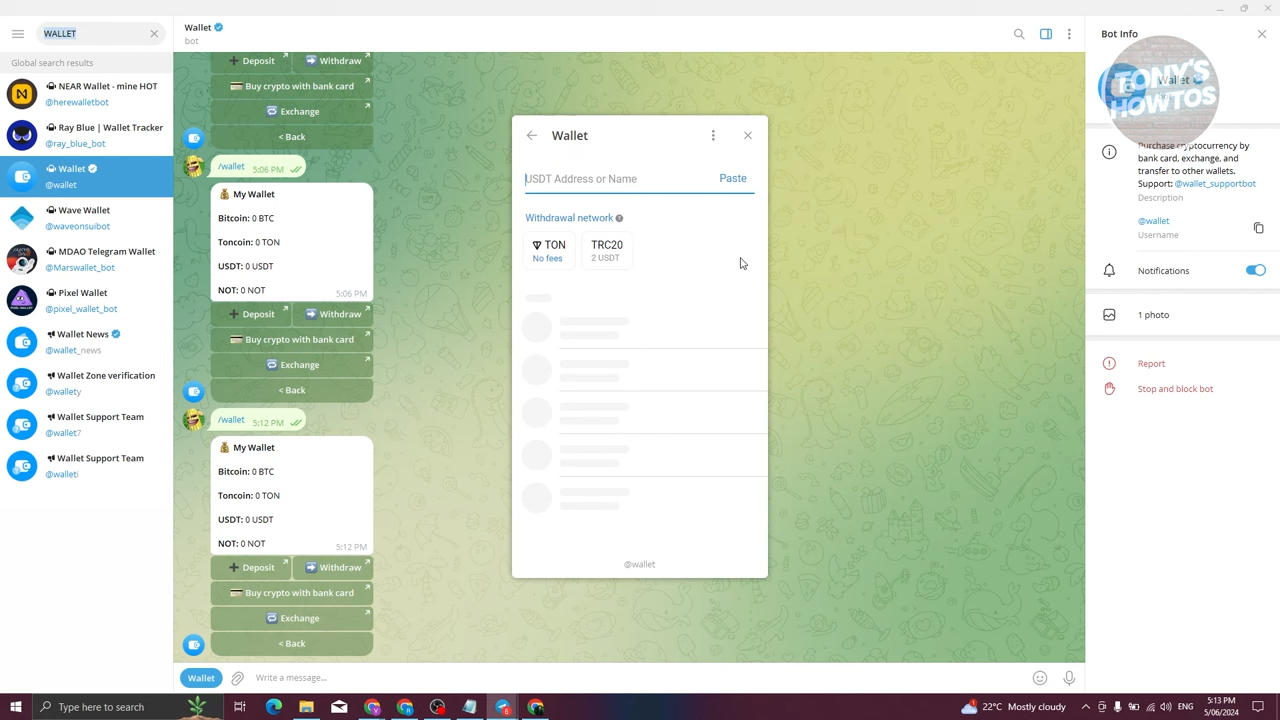 WALLET
Global search results
NEAR Wallet - mine HOT
@herewalletbot
Ray Blue | Wallet Tracker
@ray_blue_bot
Wallet
@wallet
Wave Wallet
@waveonsuibot
MDAO Telegram Wallet
@Marswallet_bot
Pixel Wallet
@pixel_wallet_bot
Wallet News
@wallet_news
Wallet Zone verification
@wallety
Wallet Support Team
@wallet7
Wallet Support Team
@walleti
Wallet
bot
Deposit
Withdraw
Buy crypto with bank card
Exchange
< Back
/wallet 5:06 PM
My Wallet
Bitcoin: 0 BTC
Toncoin: 0 TON
USDT: 0 USDT
NOT: 0 NOT
5:06 PM
Deposit
Withdraw
Buy crypto with bank card
Exchange
< Back
/wallet 5:12 PM
My Wallet
Bitcoin: 0 BTC
Toncoin: 0 TON
USDT: 0 USDT
NOT: 0 NOT
5:12 PM
Deposit
Withdraw
Buy crypto with bank card
Exchange
< Back
Wallet
Write a message...
Wallet
USDT Address or Name
Paste
Withdrawal network
TON
No fees
TRC20
2 USDT
@wallet
Bot Info
TONY'S
HOWTOS
Purchase cryptocurrency by
bank card, exchange, and
transfer to other wallets.
Support: @wallet_supportbot
Description
@wallet
Username
Notifications
1 photo
Report
Stop and block bot
Type here to search
22°C Mostly cloudy
ENG
5:13 PM
5/06/2024